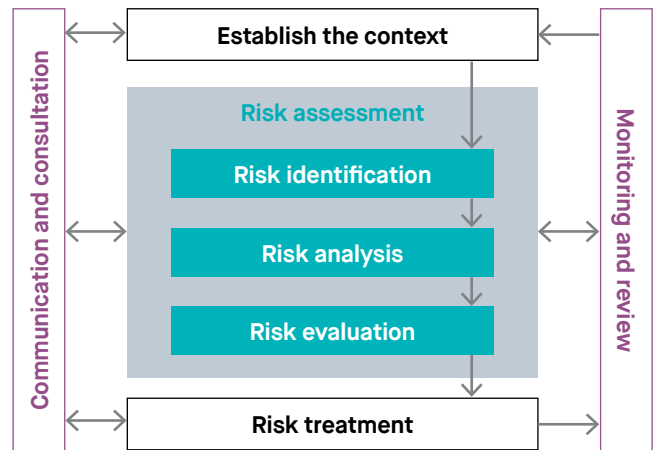 Establish the context
Communication and consultation
Risk assessment
Risk identification
Risk analysis
Risk evaluation
Monitoring and review
Risk treatment